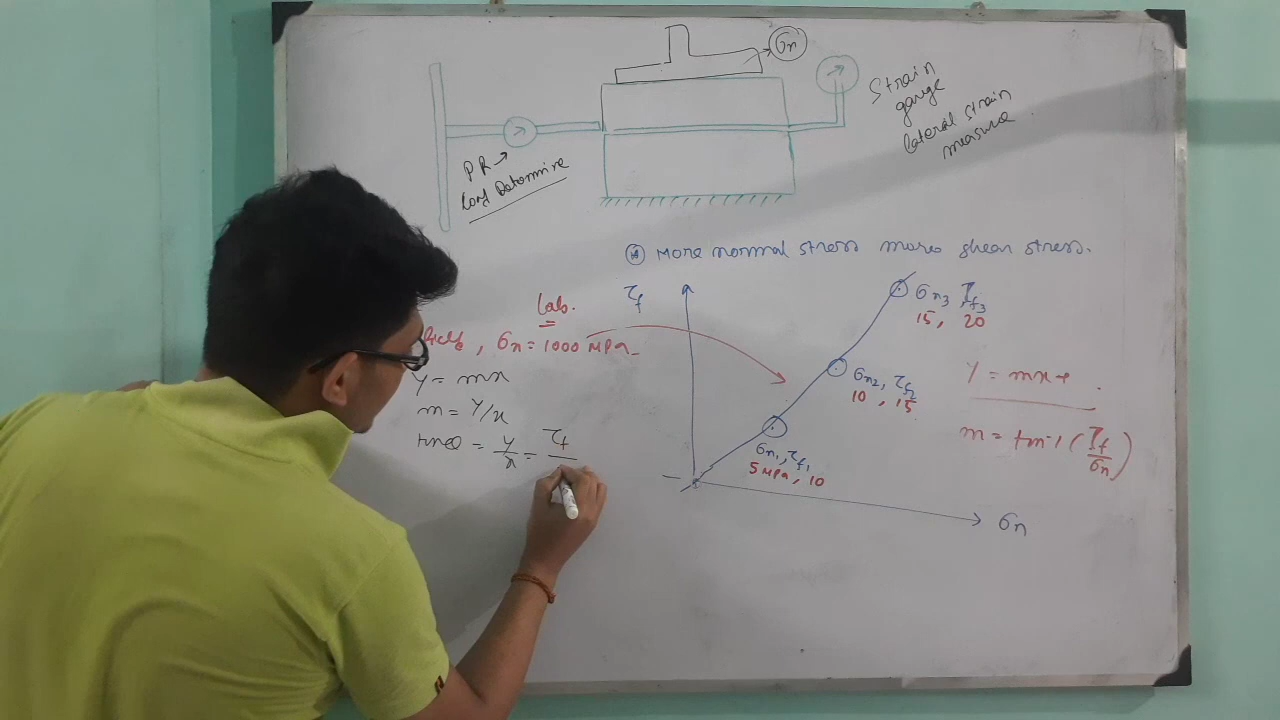 σn
Strain
gauge
lateral strain
measure
PR→
load Determine
⊛ More normal stress mores shear stress.
Lab.
, σn = 1000 MPa
y = mx
m = y/x
tanθ = y/x = τf
τf
σn3 τf3
15, 20
σn2, τf2
10, 15
σn1, τf1
5 MPa, 10
σn
y = mx+ .
m = tan-1 (τf/σn)